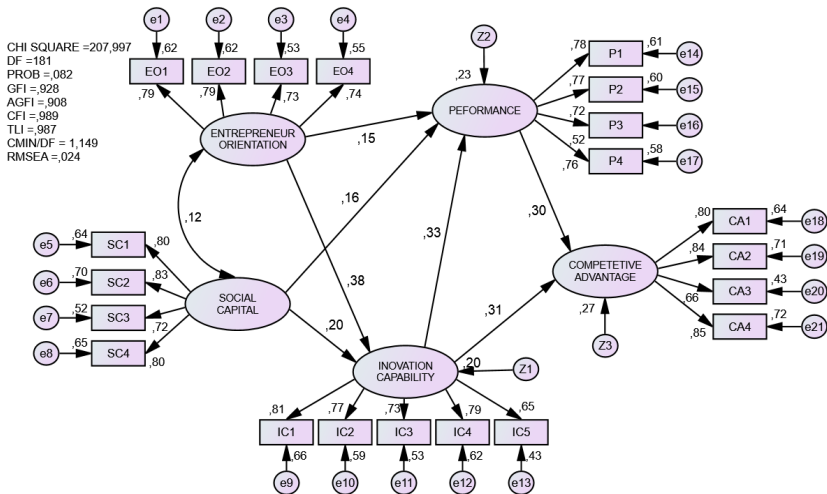 CHI SQUARE=207,997
DF =181
PROB =,082
GFI =,928
AGFI =,908
CFI =,989
TLI =,987
CMIN/DF = 1,149
RMSEA =,024
e1 e2 e3 e4
,62 ,62 ,53 ,55
EO1 EO2 EO3 EO4
,79 ,79 ,73 ,74
ENTREPRENEUR
ORIENTATION
Z2
,23
PEFORMANCE
,78 P1 ,61 e14
,77 P2 ,60 e15
,72 P3 e16
,52
,76 P4 ,58 e17
,15
,16
,12
,33
,30
,38
e5 ,64 SC1 ,80
e6 ,70 SC2 ,83
e7 ,52 SC3 ,72
e8 ,65 SC4 ,80
SOCIAL
CAPITAL
,20
,31
COMPETETIVE
ADVANTAGE
,27
Z3
,80 CA1 ,64 e18
,84 CA2 ,71 e19
,66 CA3 ,43 e20
,85 CA4 ,72 e21
INOVATION
CAPABILITY
,20
Z1
,81 ,77 ,73 ,79 ,65
IC1 IC2 IC3 IC4 IC5
,66 ,59 ,53 ,62 ,43
e9 e10 e11 e12 e13